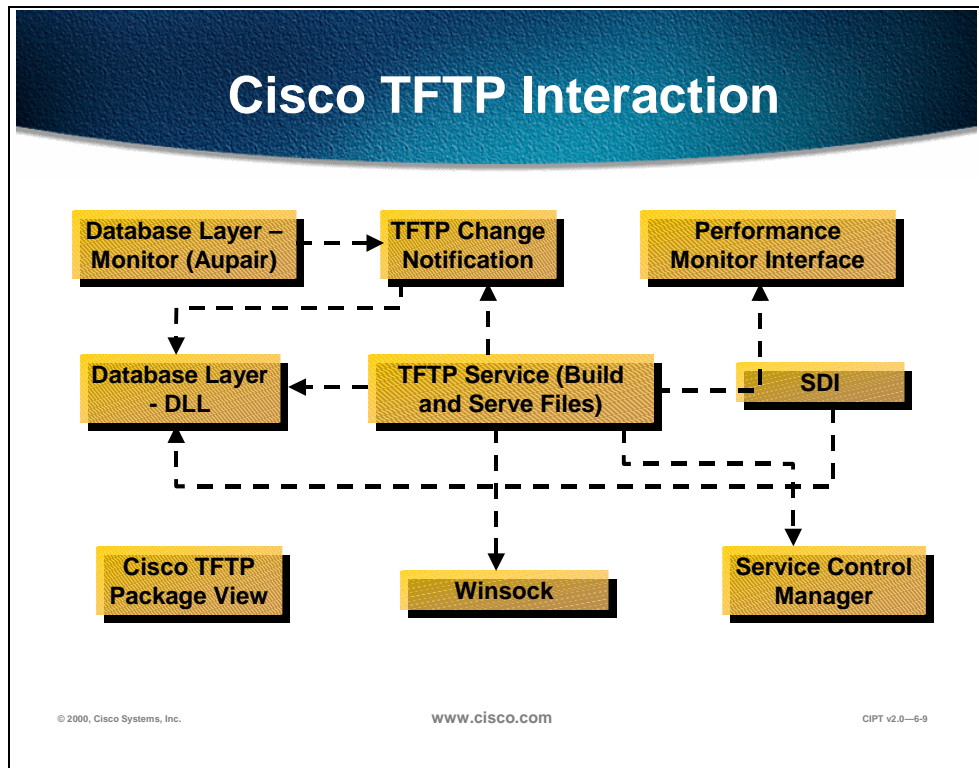 Cisco TFTP Interaction
Database Layer –
Monitor (Aupair)
TFTP Change
Notification
Performance
Monitor Interface
Database Layer
- DLL
TFTP Service (Build
and Serve Files)
SDI
Cisco TFTP
Package View
Winsock
Service Control
Manager
© 2000, Cisco Systems, Inc.
www.cisco.com
CIPT v2.0—6-9